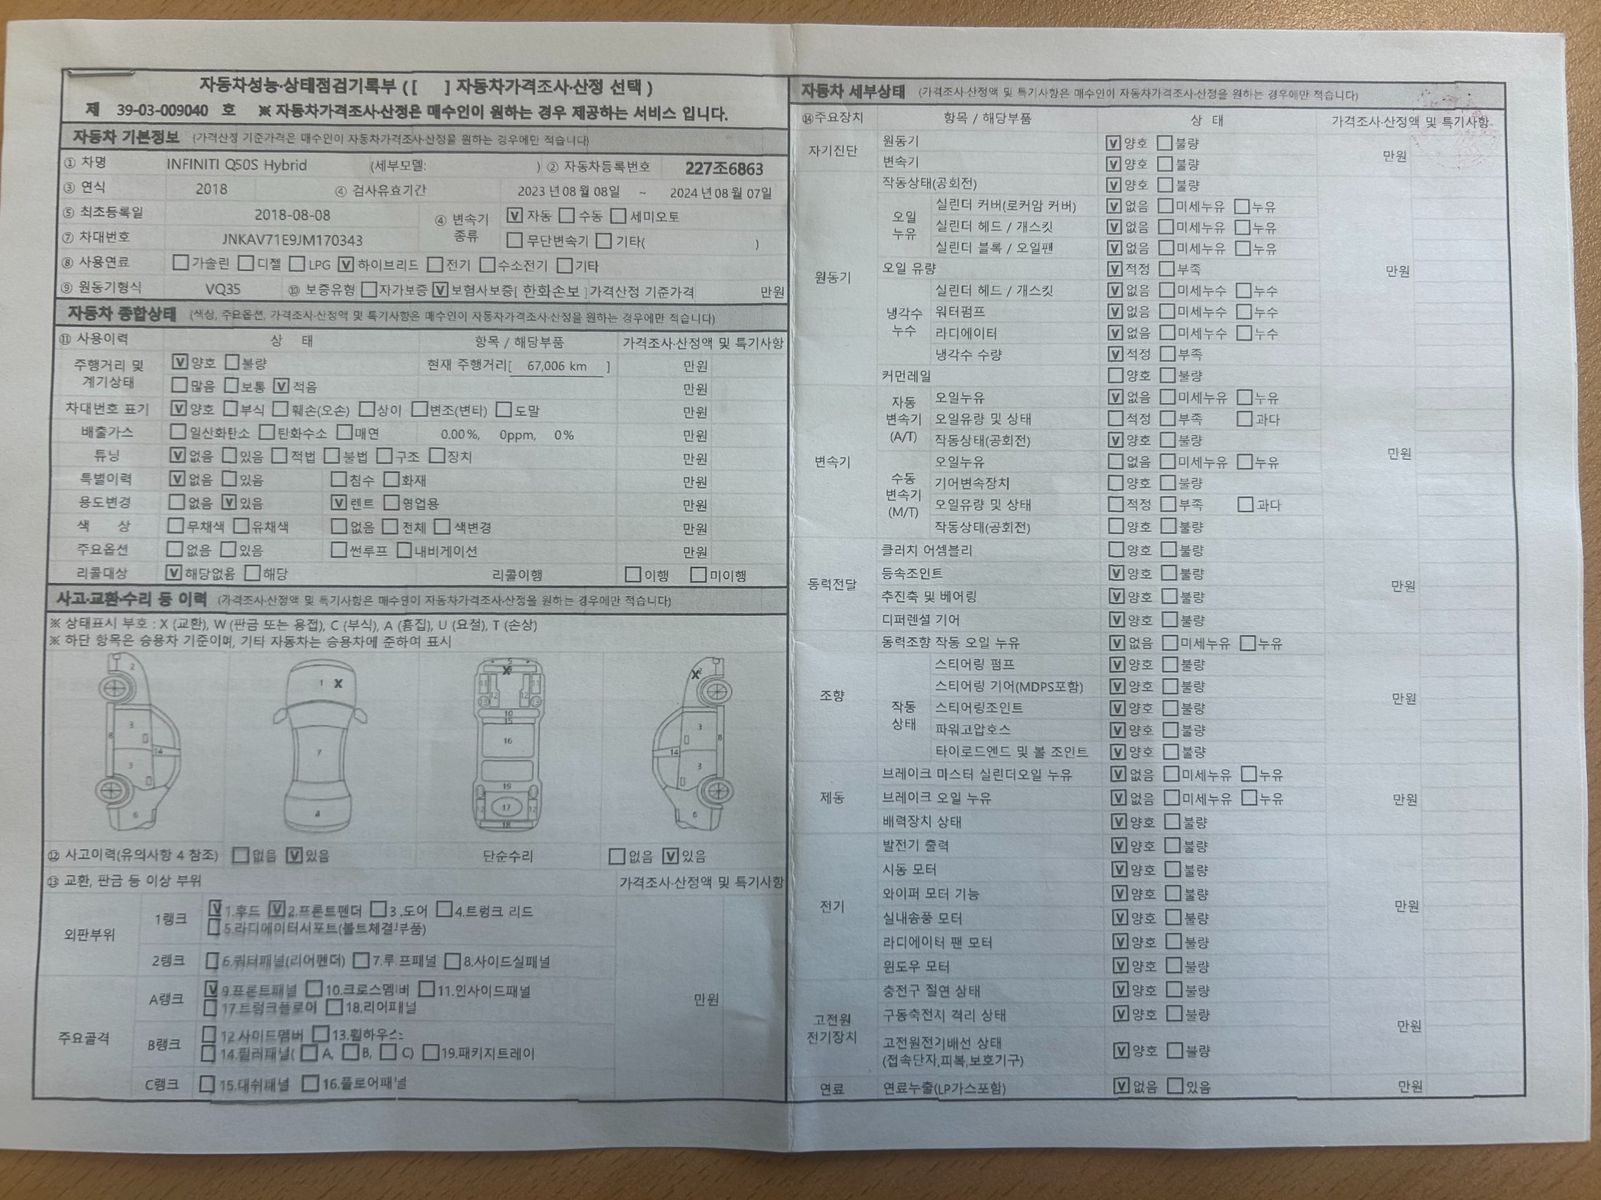 자동차성능·상태점검기록부 ( [ ] 자동차가격조사·산정 선택 )
제 39-03-009040 호 ※ 자동차가격조사·산정은 매수인이 원하는 경우 제공하는 서비스 입니다.
자동차 기본정보 (가격산정 기준가격은 매수인이 자동차가격조사·산정을 원하는 경우에만 적습니다)
① 차명 INFINITI Q50S Hybrid (세부모델: ) ② 자동차등록번호 227조6863
③ 연식 2018 ④ 검사유효기간 2023년08월08일 ~ 2024년08월07일
⑤ 최초등록일 2018-08-08 ④ 변속기 종류 ☑자동 □수동 □세미오토
⑦ 차대번호 JNKAV71E9JM170343 □무단변속기 □기타( )
⑧ 사용연료 □가솔린 □디젤 □LPG ☑하이브리드 □전기 □수소전기 □기타
⑨ 원동기형식 VQ35 ⑩ 보증유형 □자가보증 ☑보험사보증[ 한화손보 ] 가격산정 기준가격 만원
자동차 종합상태 (색상, 주요옵션, 가격조사·산정액 및 특기사항은 매수인이 자동차가격조사·산정을 원하는 경우에만 적습니다)
⑪ 사용이력 상 태 항목 / 해당부품 가격조사·산정액 및 특기사항
주행거리 및 계기상태 ☑양호 □불량 현재 주행거리[ 67,006 km ] 만원
□많음 □보통 ☑적음 만원
차대번호 표기 ☑양호 □부식 □훼손(오손) □상이 □변조(변타) □도말 만원
배출가스 □일산화탄소 □탄화수소 □매연 0.00%, 0ppm, 0% 만원
튜닝 ☑없음 □있음 □적법 □불법 □구조 □장치 만원
특별이력 ☑없음 □있음 □침수 □화재 만원
용도변경 □없음 ☑있음 ☑렌트 □영업용 만원
색 상 □무채색 □유채색 □없음 □전체 □색변경 만원
주요옵션 □없음 □있음 □썬루프 □내비게이션 만원
리콜대상 ☑해당없음 □해당 리콜이행 □이행 □미이행
사고·교환·수리 등 이력 (가격조사·산정액 및 특기사항은 매수인이 자동차가격조사·산정을 원하는 경우에만 적습니다)
※ 상태표시 부호 : X (교환), W (판금 또는 용접), C (부식), A (흠집), U (요철), T (손상)
※ 하단 항목은 승용차 기준이며, 기타 자동차는 승용차에 준하여 표시
⑫ 사고이력(유의사항 4 참조) □없음 ☑있음 단순수리 □없음 ☑있음
⑬ 교환, 판금 등 이상 부위 가격조사·산정액 및 특기사항
외판부위 1랭크 ☑1.후드 ☑2.프론트펜더 □3.도어 □4.트렁크 리드
□5.라디에이터서포트(볼트체결부품)
2랭크 □6.쿼터패널(리어펜더) □7.루프패널 □8.사이드실패널
주요골격 A랭크 ☑9.프론트패널 □10.크로스멤버 □11.인사이드패널
□17.트렁크플로어 □18.리어패널 만원
B랭크 □12.사이드멤버 □13.휠하우스
□14.필러패널( □A, □B, □C) □19.패키지트레이
C랭크 □15.대쉬패널 □16.플로어패널
자동차 세부상태 (가격조사·산정액 및 특기사항은 매수인이 자동차가격조사·산정을 원하는 경우에만 적습니다)
⑭주요장치 항목 / 해당부품 상 태 가격조사·산정액 및 특기사항
자기진단 원동기 ☑양호 □불량 만원
변속기 ☑양호 □불량
원동기 작동상태(공회전) ☑양호 □불량 만원
오일 누유 실린더 커버(로커암 커버) ☑없음 □미세누유 □누유
실린더 헤드 / 개스킷 ☑없음 □미세누유 □누유
실린더 블록 / 오일팬 ☑없음 □미세누유 □누유
오일 유량 ☑적정 □부족
냉각수 누수 실린더 헤드 / 개스킷 ☑없음 □미세누수 □누수
워터펌프 ☑없음 □미세누수 □누수
라디에이터 ☑없음 □미세누수 □누수
냉각수 수량 ☑적정 □부족
커먼레일 □양호 □불량
변속기 자동 변속기 (A/T) 오일누유 ☑없음 □미세누유 □누유 만원
오일유량 및 상태 □적정 □부족 □과다
작동상태(공회전) ☑양호 □불량
수동 변속기 (M/T) 오일누유 □없음 □미세누유 □누유
기어변속장치 □양호 □불량
오일유량 및 상태 □적정 □부족 □과다
작동상태(공회전) □양호 □불량
동력전달 클러치 어셈블리 □양호 □불량 만원
등속조인트 ☑양호 □불량
추진축 및 베어링 ☑양호 □불량
디퍼렌셜 기어 ☑양호 □불량
조향 동력조향 작동 오일 누유 ☑없음 □미세누유 □누유 만원
작동 상태 스티어링 펌프 ☑양호 □불량
스티어링 기어(MDPS포함) ☑양호 □불량
스티어링조인트 ☑양호 □불량
파워고압호스 ☑양호 □불량
타이로드엔드 및 볼 조인트 ☑양호 □불량
제동 브레이크 마스터 실린더오일 누유 ☑없음 □미세누유 □누유 만원
브레이크 오일 누유 ☑없음 □미세누유 □누유
배력장치 상태 ☑양호 □불량
전기 발전기 출력 ☑양호 □불량 만원
시동 모터 ☑양호 □불량
와이퍼 모터 기능 ☑양호 □불량
실내송풍 모터 ☑양호 □불량
라디에이터 팬 모터 ☑양호 □불량
윈도우 모터 ☑양호 □불량
고전원 전기장치 충전구 절연 상태 ☑양호 □불량 만원
구동축전지 격리 상태 ☑양호 □불량
고전원전기배선 상태 (접속단자,피복,보호기구) ☑양호 □불량
연료 연료누출(LP가스포함) ☑없음 □있음 만원